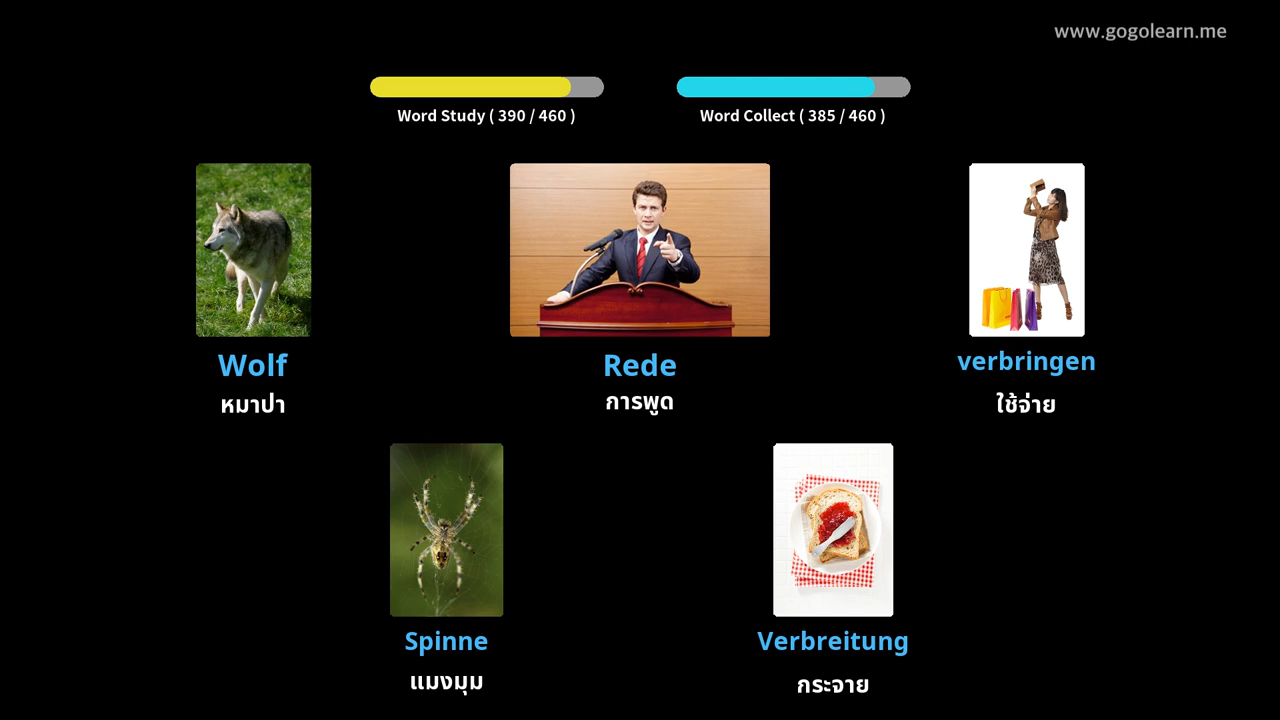 www.gogolearn.me
Word Study ( 390 / 460 )
Word Collect ( 385 / 460 )
Wolf
หมาป่า
Rede
การพูด
verbringen
ใช้จ่าย
Spinne
แมงมุม
Verbreitung
กระจาย